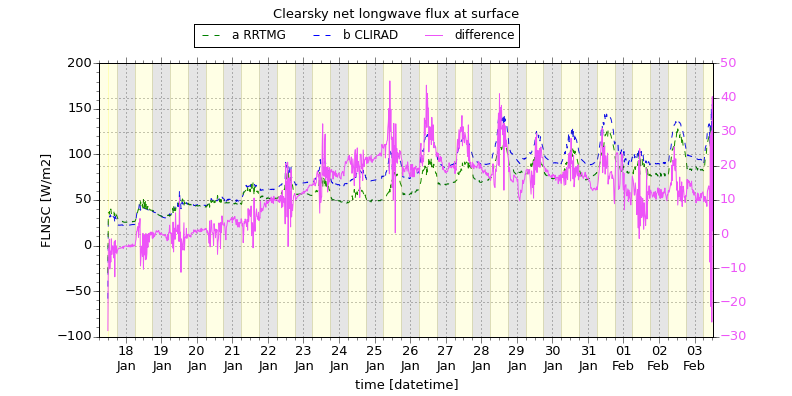 Clearsky net longwave flux at surface
a RRTMG b CLIRAD difference
200
150
100
50
0
−50
−100
FLNSC [W/m2]
50
40
30
20
10
0
−10
−20
−30
18 19 20 21 22 23 24 25 26 27 28 29 30 31 01 02 03
Jan Jan Jan Jan Jan Jan Jan Jan Jan Jan Jan Jan Jan Jan Feb Feb Feb
time [datetime]